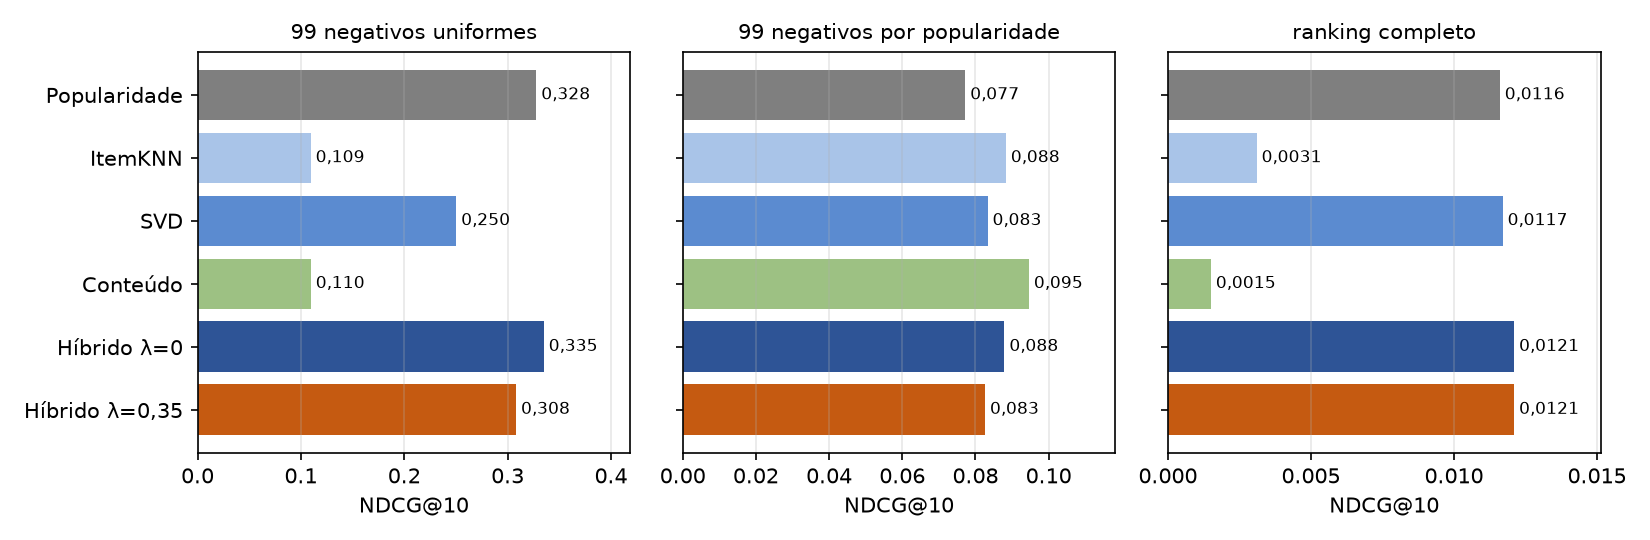 99 negativos uniformes
Popularidade
ItemKNN
SVD
Conteúdo
Híbrido λ=0
Híbrido λ=0,35
0,328
0,109
0,250
0,110
0,335
0,308
0.0 0.1 0.2 0.3 0.4
NDCG@10
99 negativos por popularidade
0,077
0,088
0,083
0,095
0,088
0,083
0.00 0.02 0.04 0.06 0.08 0.10
NDCG@10
ranking completo
0,0116
0,0031
0,0117
0,0015
0,0121
0,0121
0.000 0.005 0.010 0.015
NDCG@10